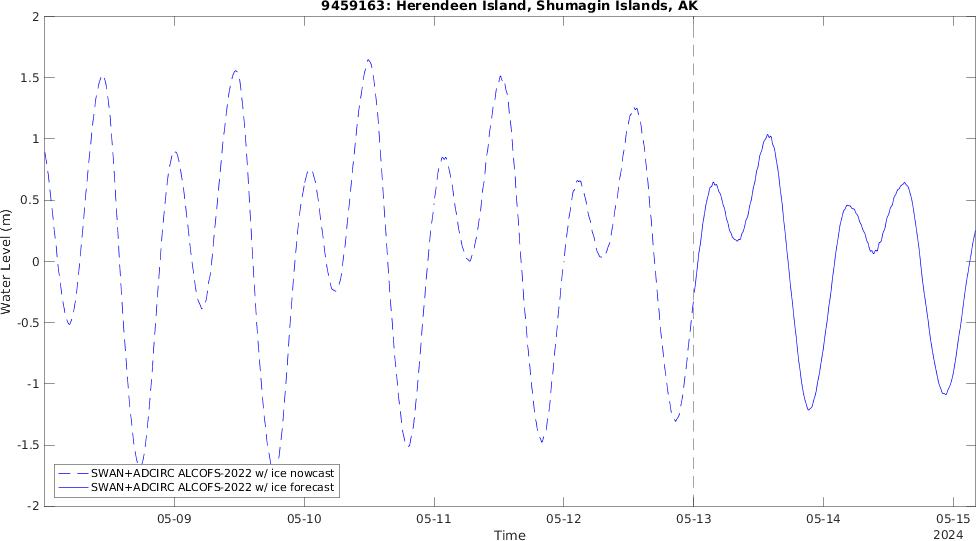 9459163: Herendeen Island, Shumagin Islands, AK
Water Level (m)
2
1.5
1
0.5
0
-0.5
-1
-1.5
-2
SWAN+ADCIRC ALCOFS-2022 w/ ice nowcast
SWAN+ADCIRC ALCOFS-2022 w/ ice forecast
05-09 05-10 05-11 05-12 05-13 05-14 05-15
2024
Time